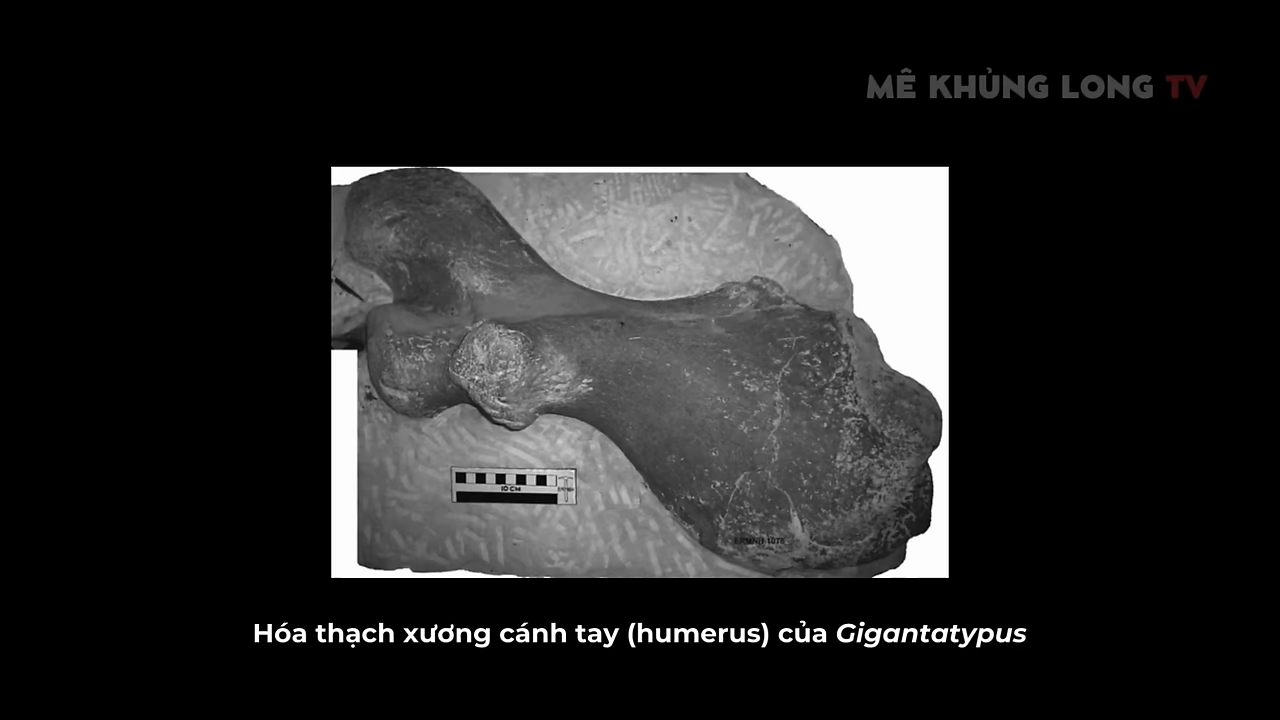 MÊ KHỦNG LONG TV
10 CM
Hóa thạch xương cánh tay (humerus) của Gigantatypus